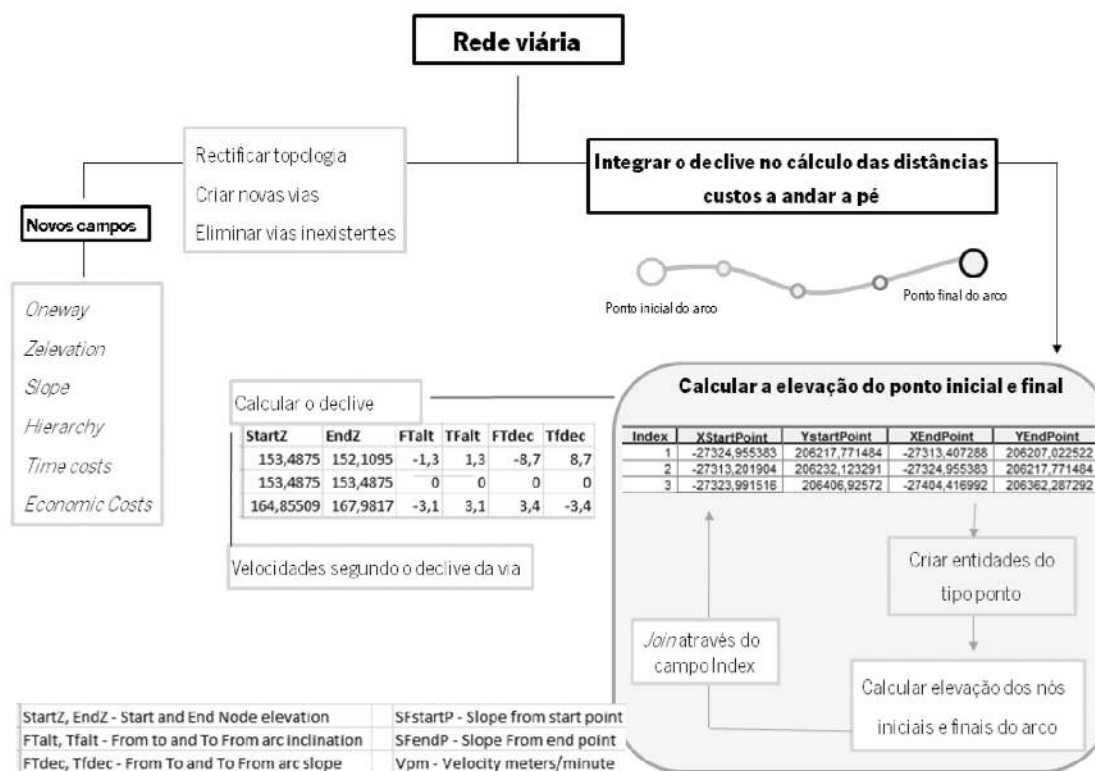 Rede viária
Rectificar topologia
Criar novas vias
Eliminar vias inexistentes
Integrar o declive no cálculo das distâncias
custos a andar a pé
Novos campos
Oneway
Zelevation
Slope
Hierarchy
Time costs
Economic Costs
Ponto inicial do arco
Ponto final do arco
Calcular a elevação do ponto inicial e final
Index XStartPoint YstartPoint XEndPoint YEndPoint
1 -27324,955383 206217,771484 -27313,407288 206207,022522
2 -27313,201904 206232,123291 -27324,955383 206217,771484
3 -27323,991516 206406,92572 -27404,416992 206362,287292
Calcular o declive
StartZ EndZ FTalt TFalt FTdec Tfdec
153,4875 152,1095 -1,3 1,3 -8,7 8,7
153,4875 153,4875 0 0 0 0
164,85509 167,9817 -3,1 3,1 3,4 -3,4
Velocidades segundo o declive da via
Criar entidades do
tipo ponto
Join através do
campo Index
Calcular elevação dos nós
iniciais e finais do arco
StartZ, EndZ - Start and End Node elevation
FTalt, Tfalt - From to and To From arc inclination
FTdec, Tfdec - From To and To From arc slope
SFstartP - Slope from start point
SFendP - Slope From end point
Vpm - Velocity meters/minute